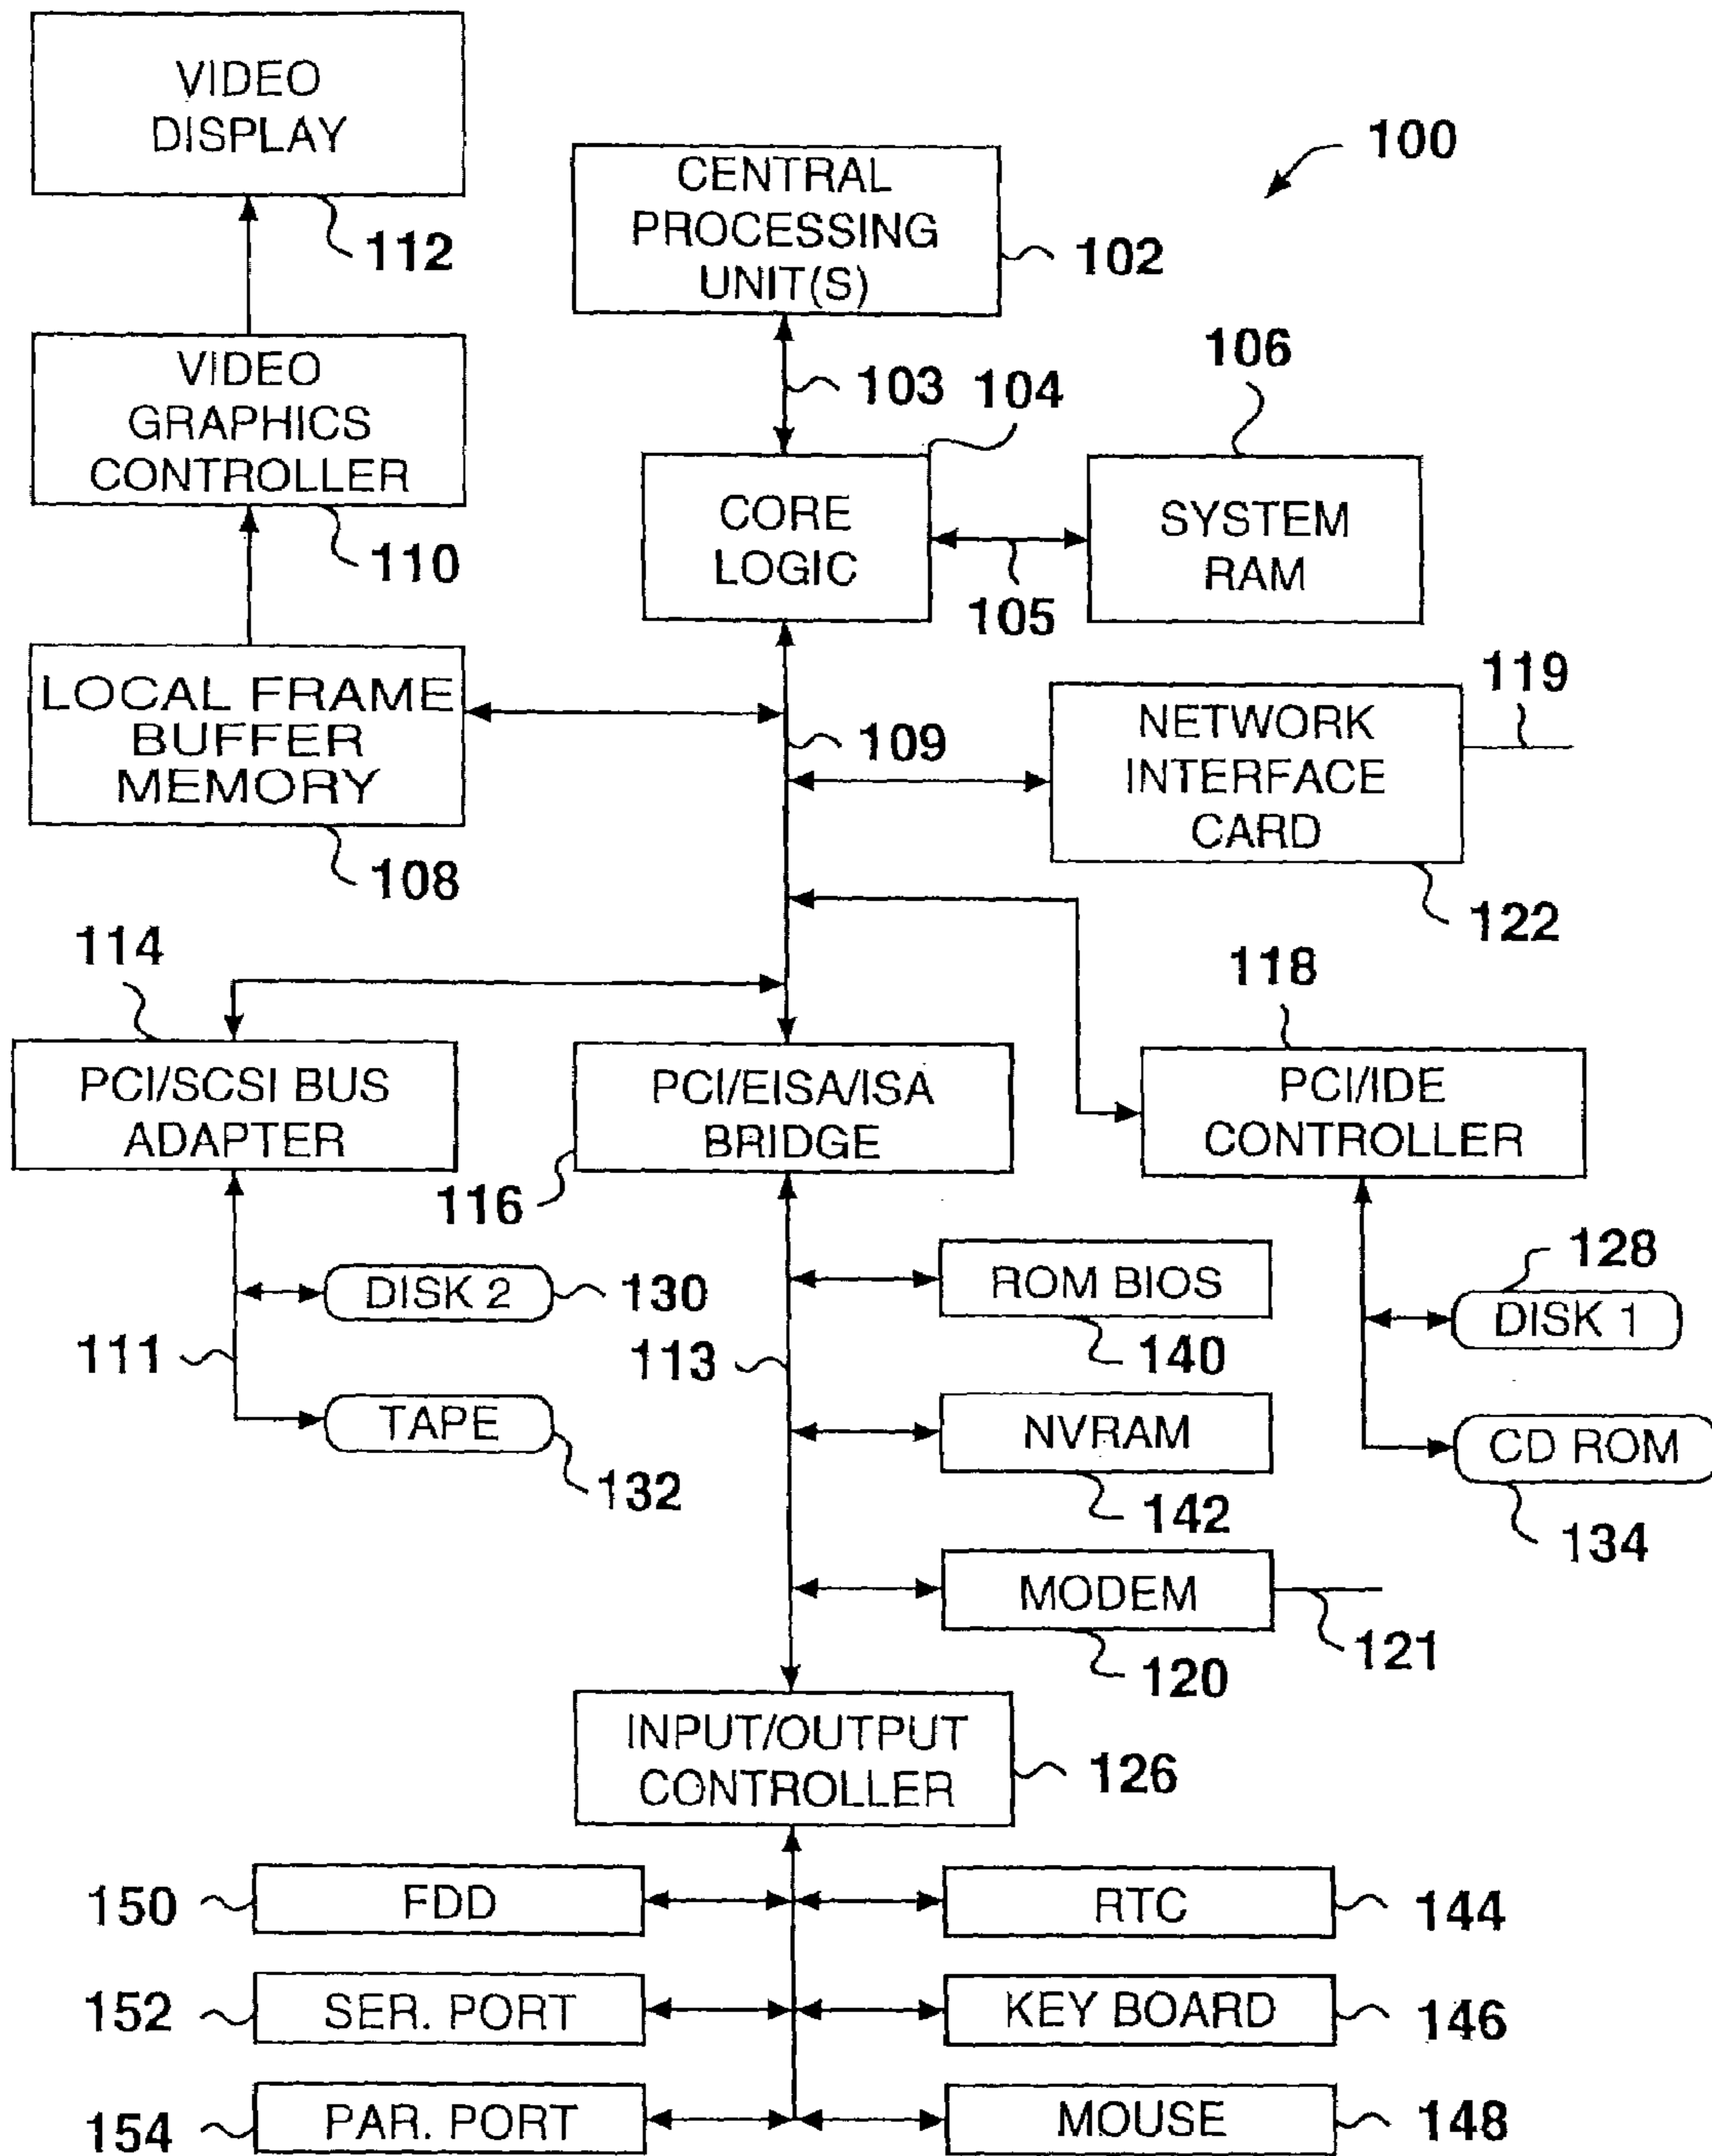 VIDEO
DISPLAY
112
100
CENTRAL
PROCESSING
UNIT(S)
102
103
104
VIDEO
GRAPHICS
CONTROLLER
110
106
CORE
LOGIC
105
SYSTEM
RAM
LOCAL FRAME
BUFFER
MEMORY
108
109
119
NETWORK
INTERFACE
CARD
122
114
PCI/SCSI BUS
ADAPTER
PCI/EISA/ISA
BRIDGE
116
118
PCI/IDE
CONTROLLER
DISK 2
130
111
TAPE
132
113
ROM BIOS
140
NVRAM
142
MODEM
120
121
128
DISK 1
CD ROM
134
INPUT/OUTPUT
CONTROLLER
126
150
FDD
RTC
144
152
SER. PORT
KEY BOARD
146
154
PAR. PORT
MOUSE
148